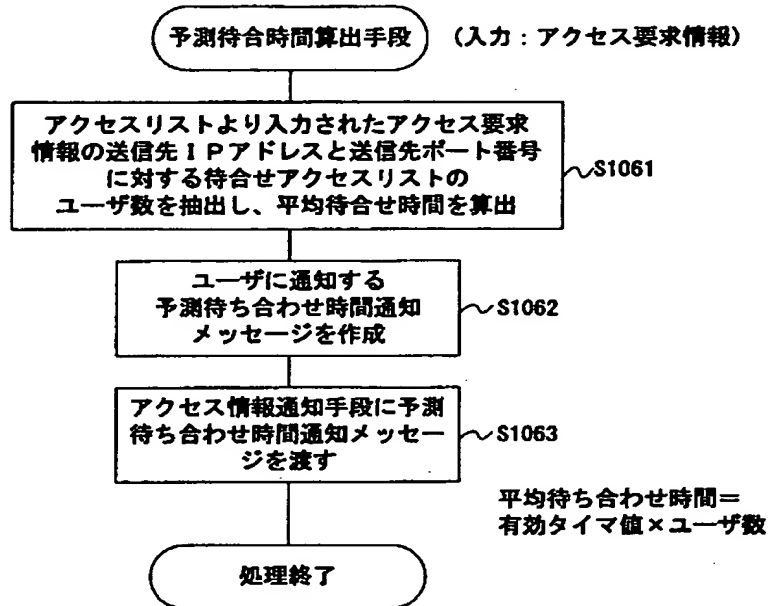 予測待合時間算出手段
(入力:アクセス要求情報)
アクセスリストより入力されたアクセス要求
情報の送信先IPアドレスと送信先ポート番号
に対する待合せアクセスリストの
ユーザ数を抽出し、平均待合せ時間を算出
S1061
ユーザに通知する
予測待ち合わせ時間通知
メッセージを作成
S1062
アクセス情報通知手段に予測
待ち合わせ時間通知メッセー
ジを渡す
S1063
平均待ち合わせ時間=
有効タイマ値×ユーザ数
処理終了